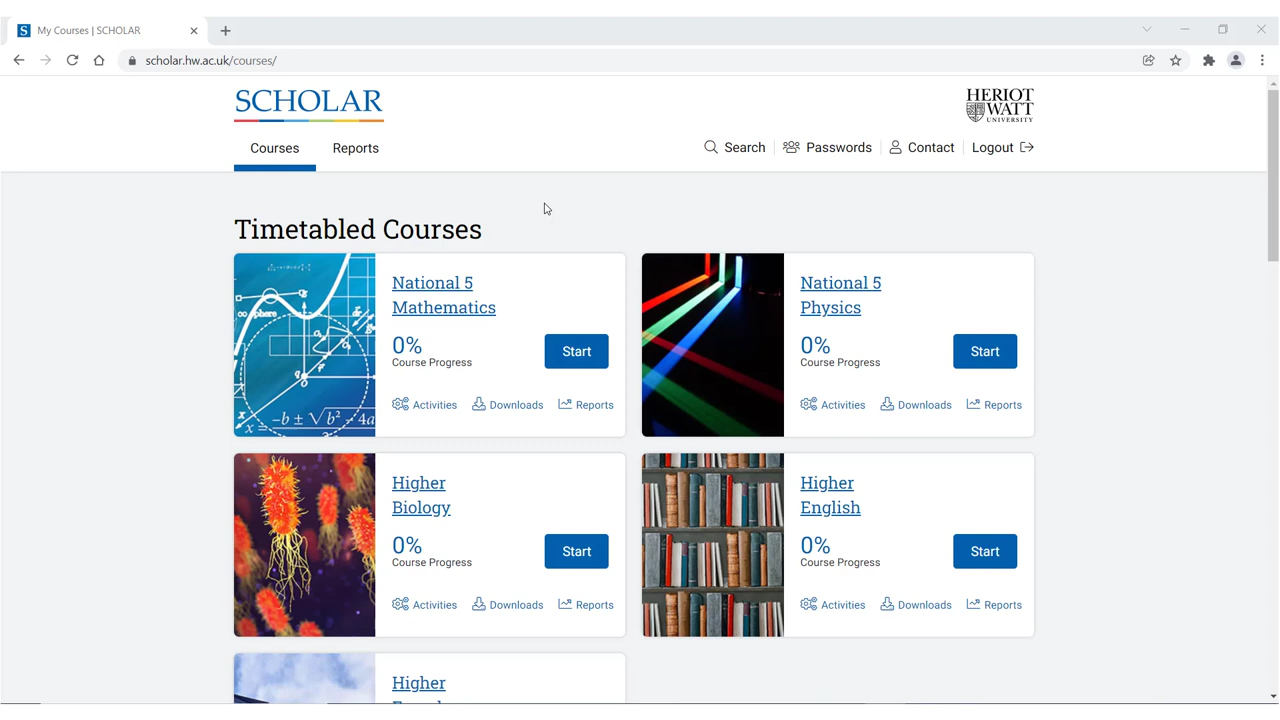 My Courses | SCHOLAR
scholar.hw.ac.uk/courses/
SCHOLAR
HERIOT
WATT
UNIVERSITY
Courses Reports
Search Passwords Contact Logout
Timetabled Courses
National 5
Mathematics
0%
Course Progress
Start
Activities Downloads Reports
National 5
Physics
0%
Course Progress
Start
Activities Downloads Reports
Higher
Biology
0%
Course Progress
Start
Activities Downloads Reports
Higher
English
0%
Course Progress
Start
Activities Downloads Reports
Higher